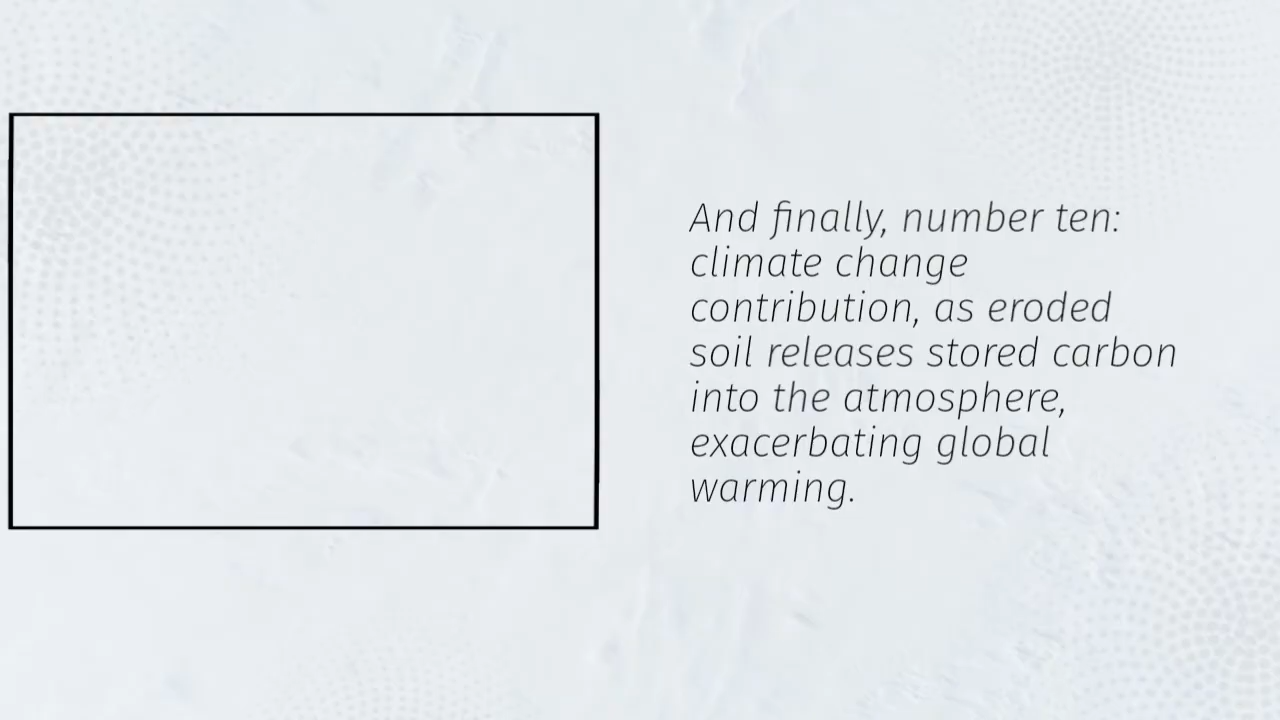 And finally, number ten:
climate change
contribution, as eroded
soil releases stored carbon
into the atmosphere,
exacerbating global
warming.